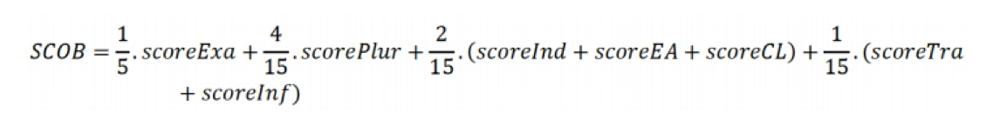 SCOB = 1/5 . scoreExa + 4/15 . scorePlur + 2/15 . (scoreInd + scoreEA + scoreCL) + 1/15 . (scoreTra
+ scoreInf)